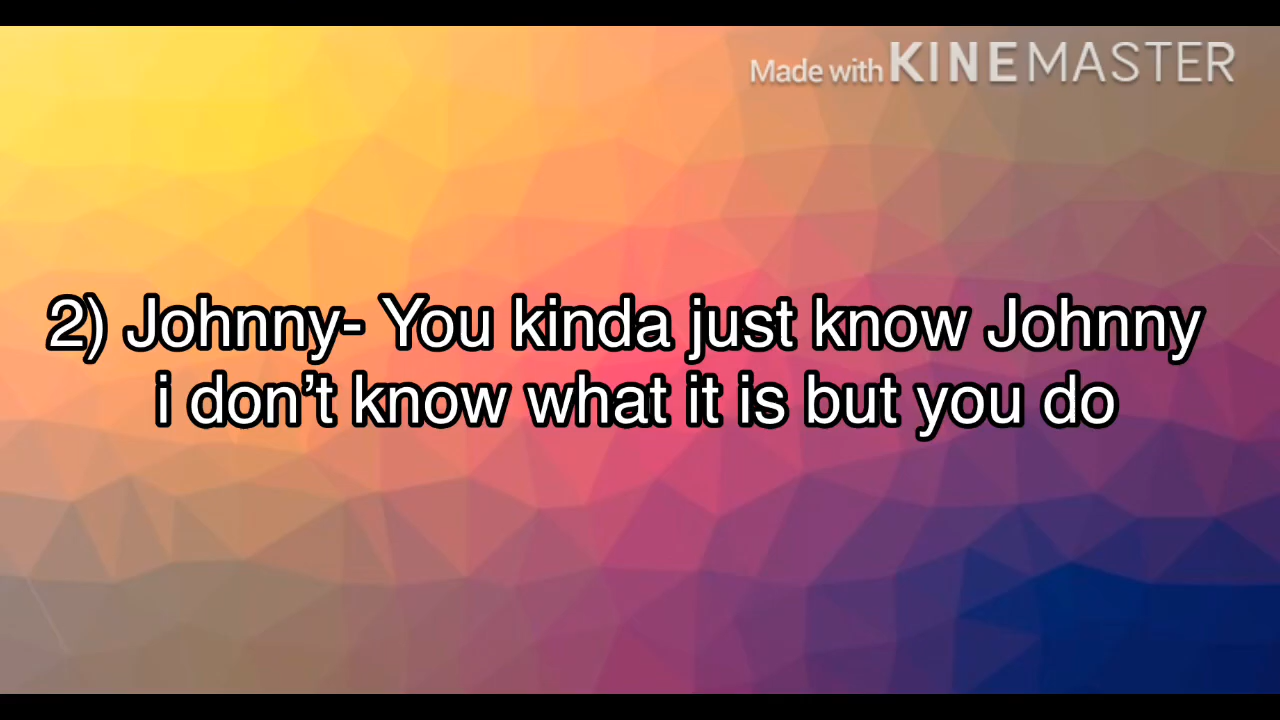 Made with KINEMASTER
2) Johnny- You kinda just know Johnny
i don’t know what it is but you do